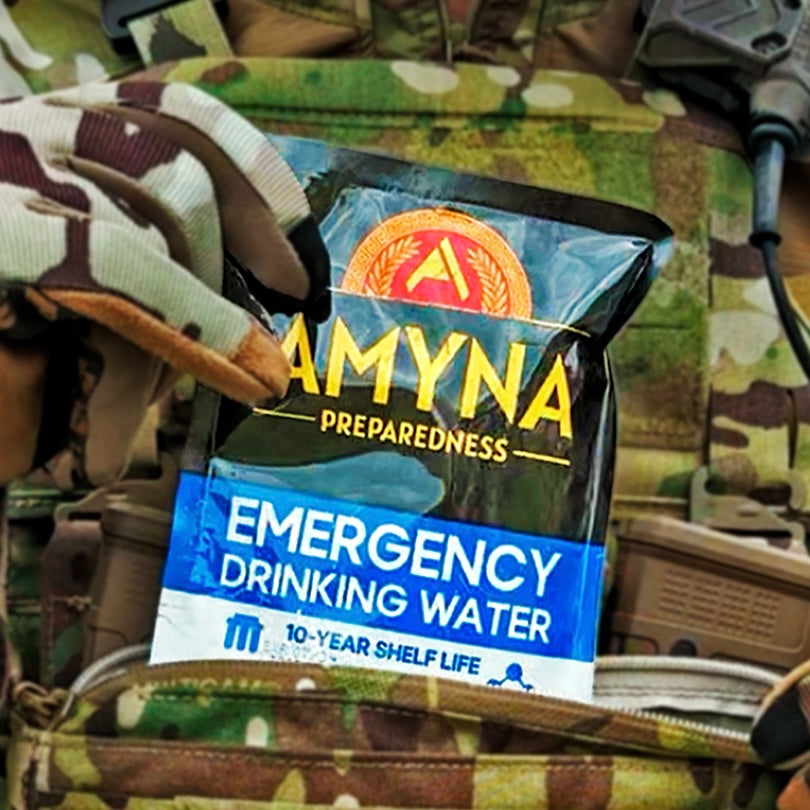 AMYNA
PREPAREDNESS
EMERGENCY
DRINKING WATER
10-YEAR SHELF LIFE